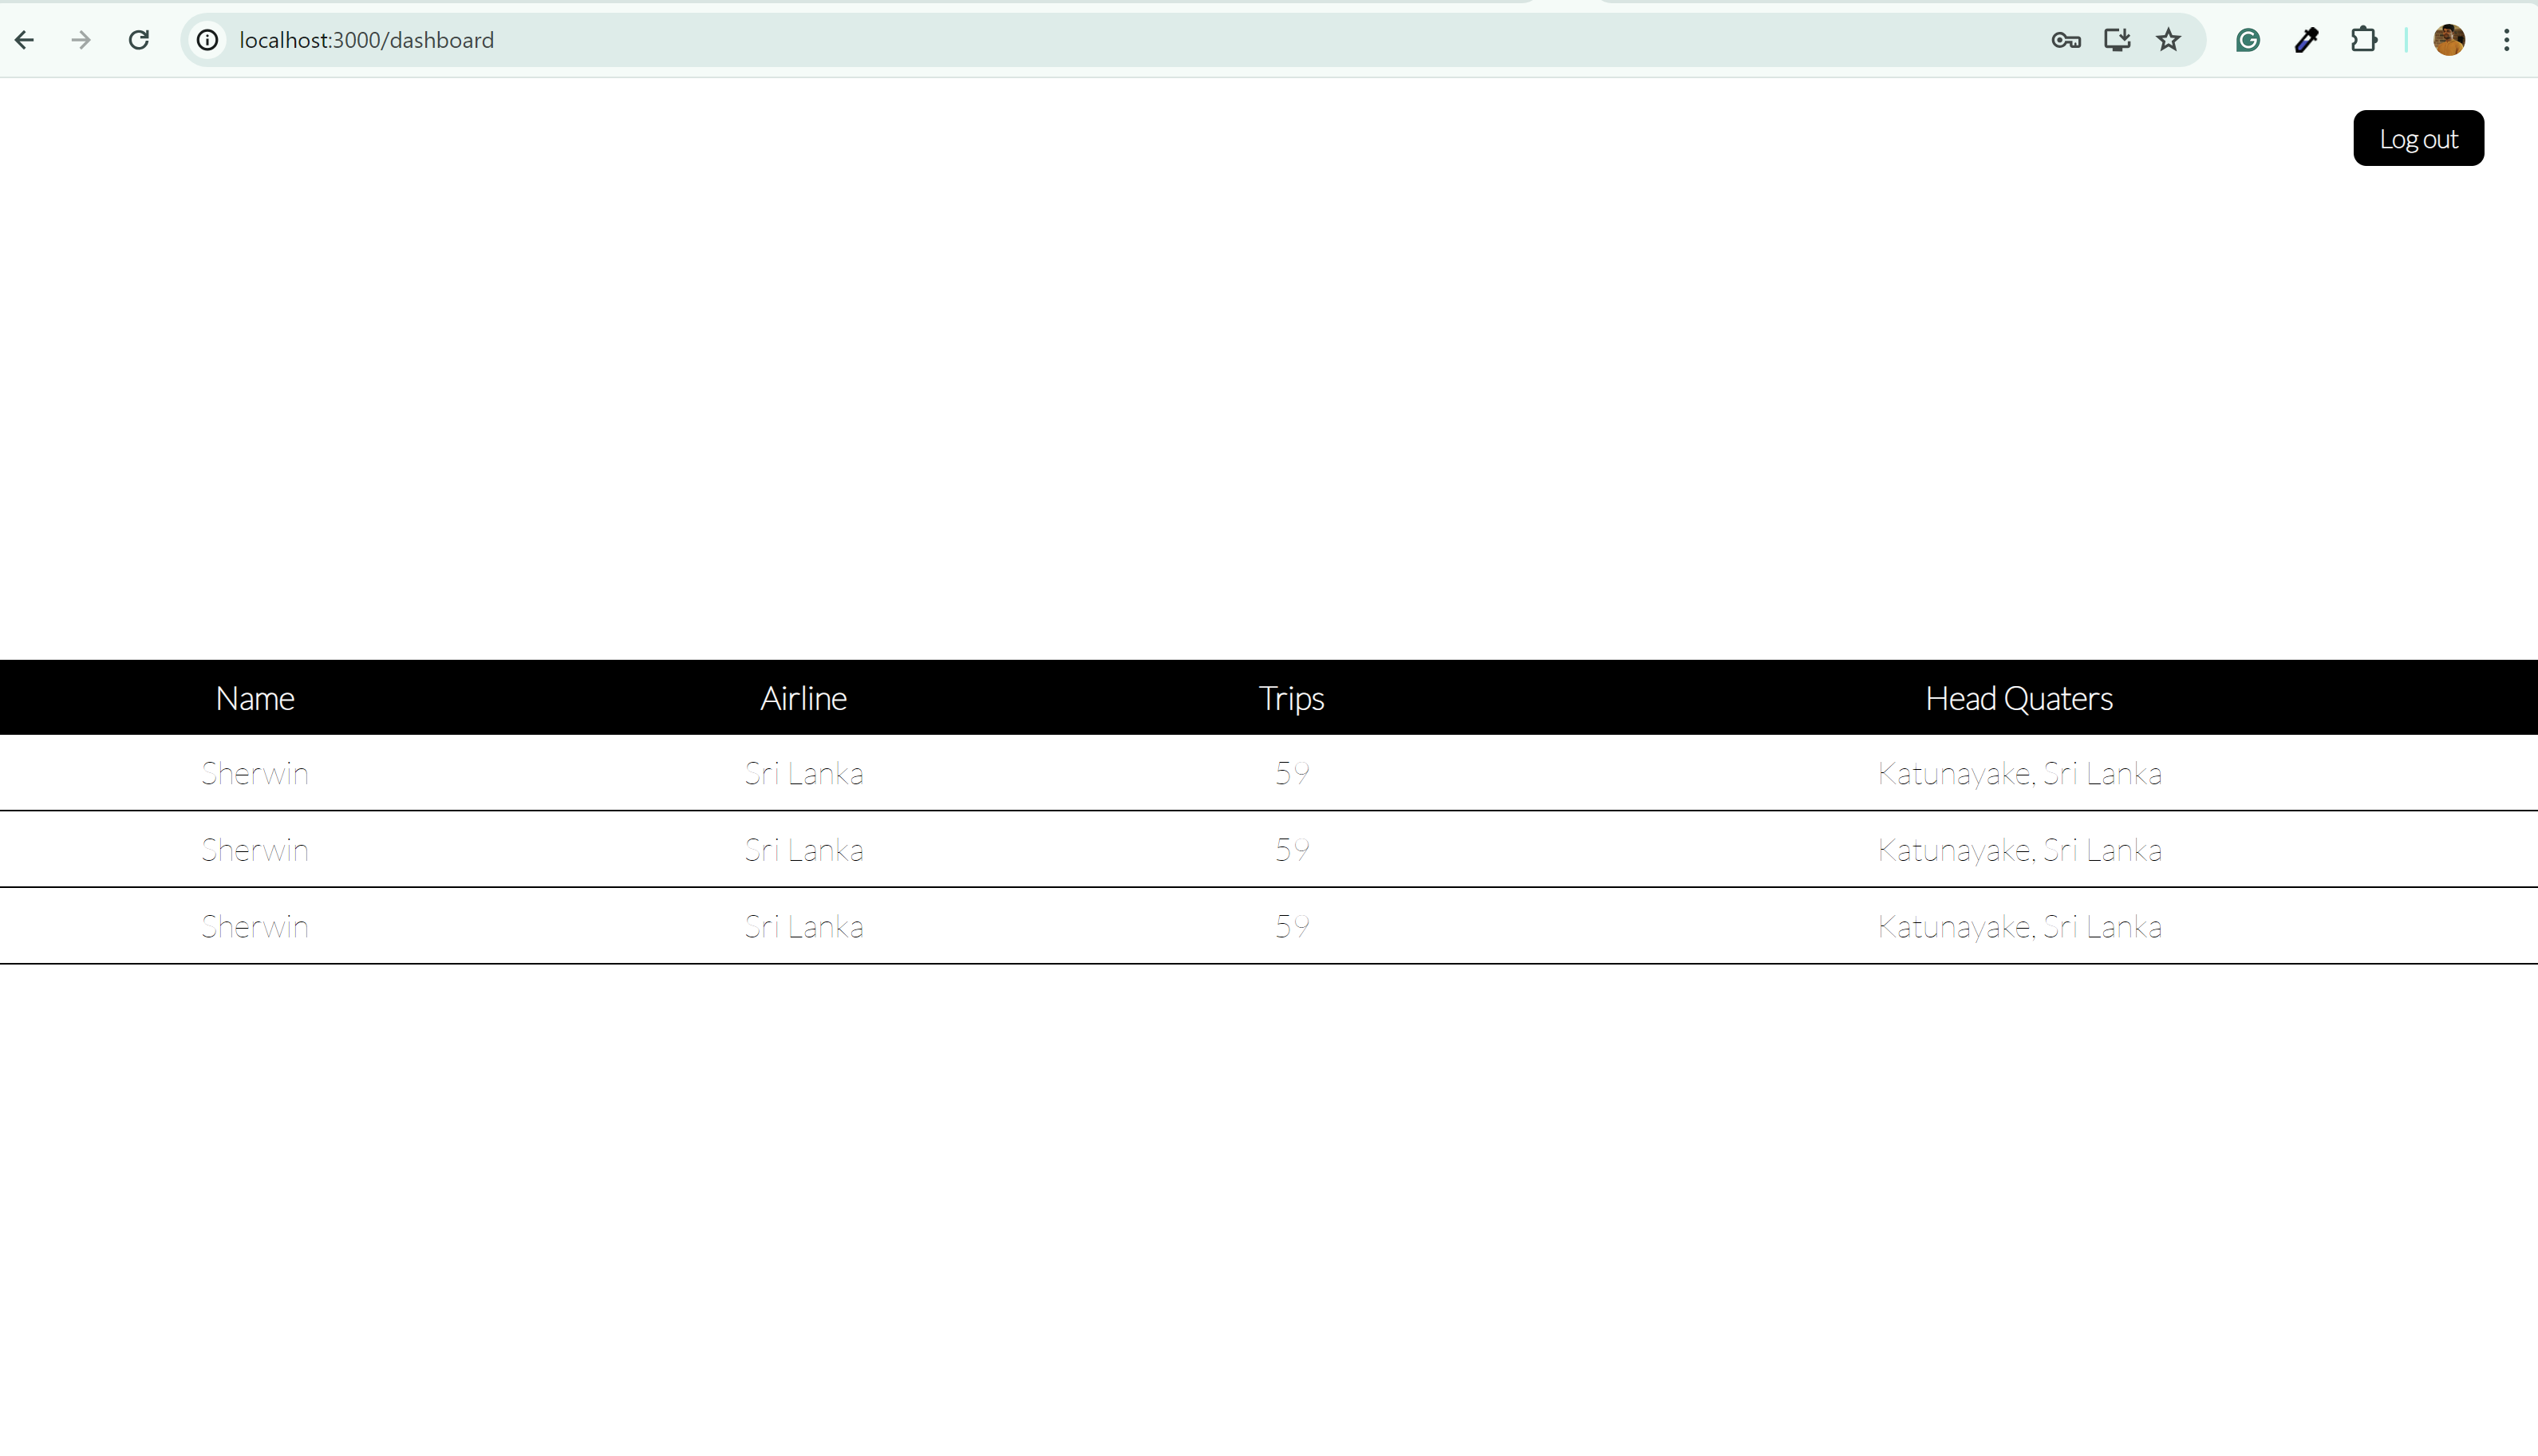 localhost:3000/dashboard
Log out
Name Airline Trips Head Quaters
Sherwin Sri Lanka 59 Katunayake, Sri Lanka
Sherwin Sri Lanka 59 Katunayake, Sri Lanka
Sherwin Sri Lanka 59 Katunayake, Sri Lanka